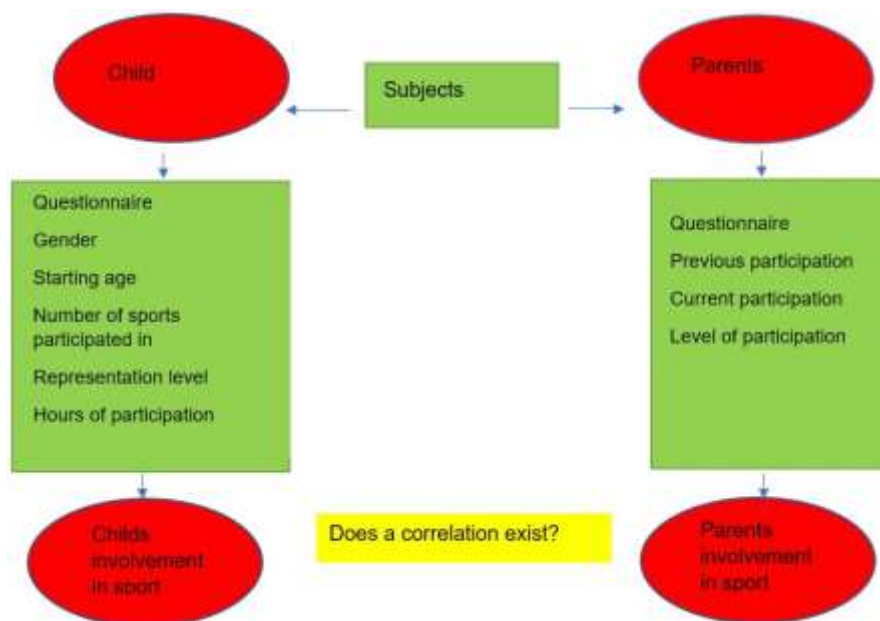 Child
Subjects
Parents
Questionnaire
Gender
Starting age
Number of sports
participated in
Representation level
Hours of participation
Questionnaire
Previous participation
Current participation
Level of participation
Childs
involvement
in sport
Does a correlation exist?
Parents
involvement
in sport